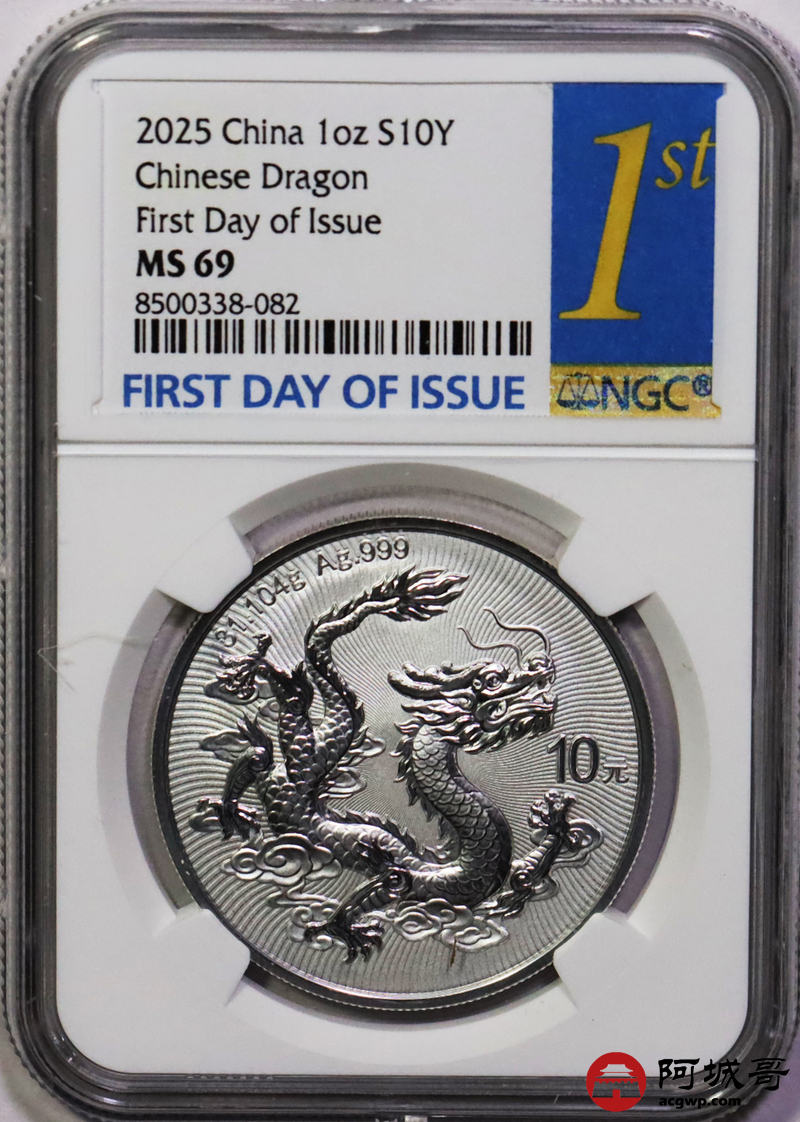 2025 China 1oz S10Y
Chinese Dragon
First Day of Issue
MS 69
8500338-082
FIRST DAY OF ISSUE
1st
NGC®
31.104g Ag.999
10元
阿城哥
acgwp.com